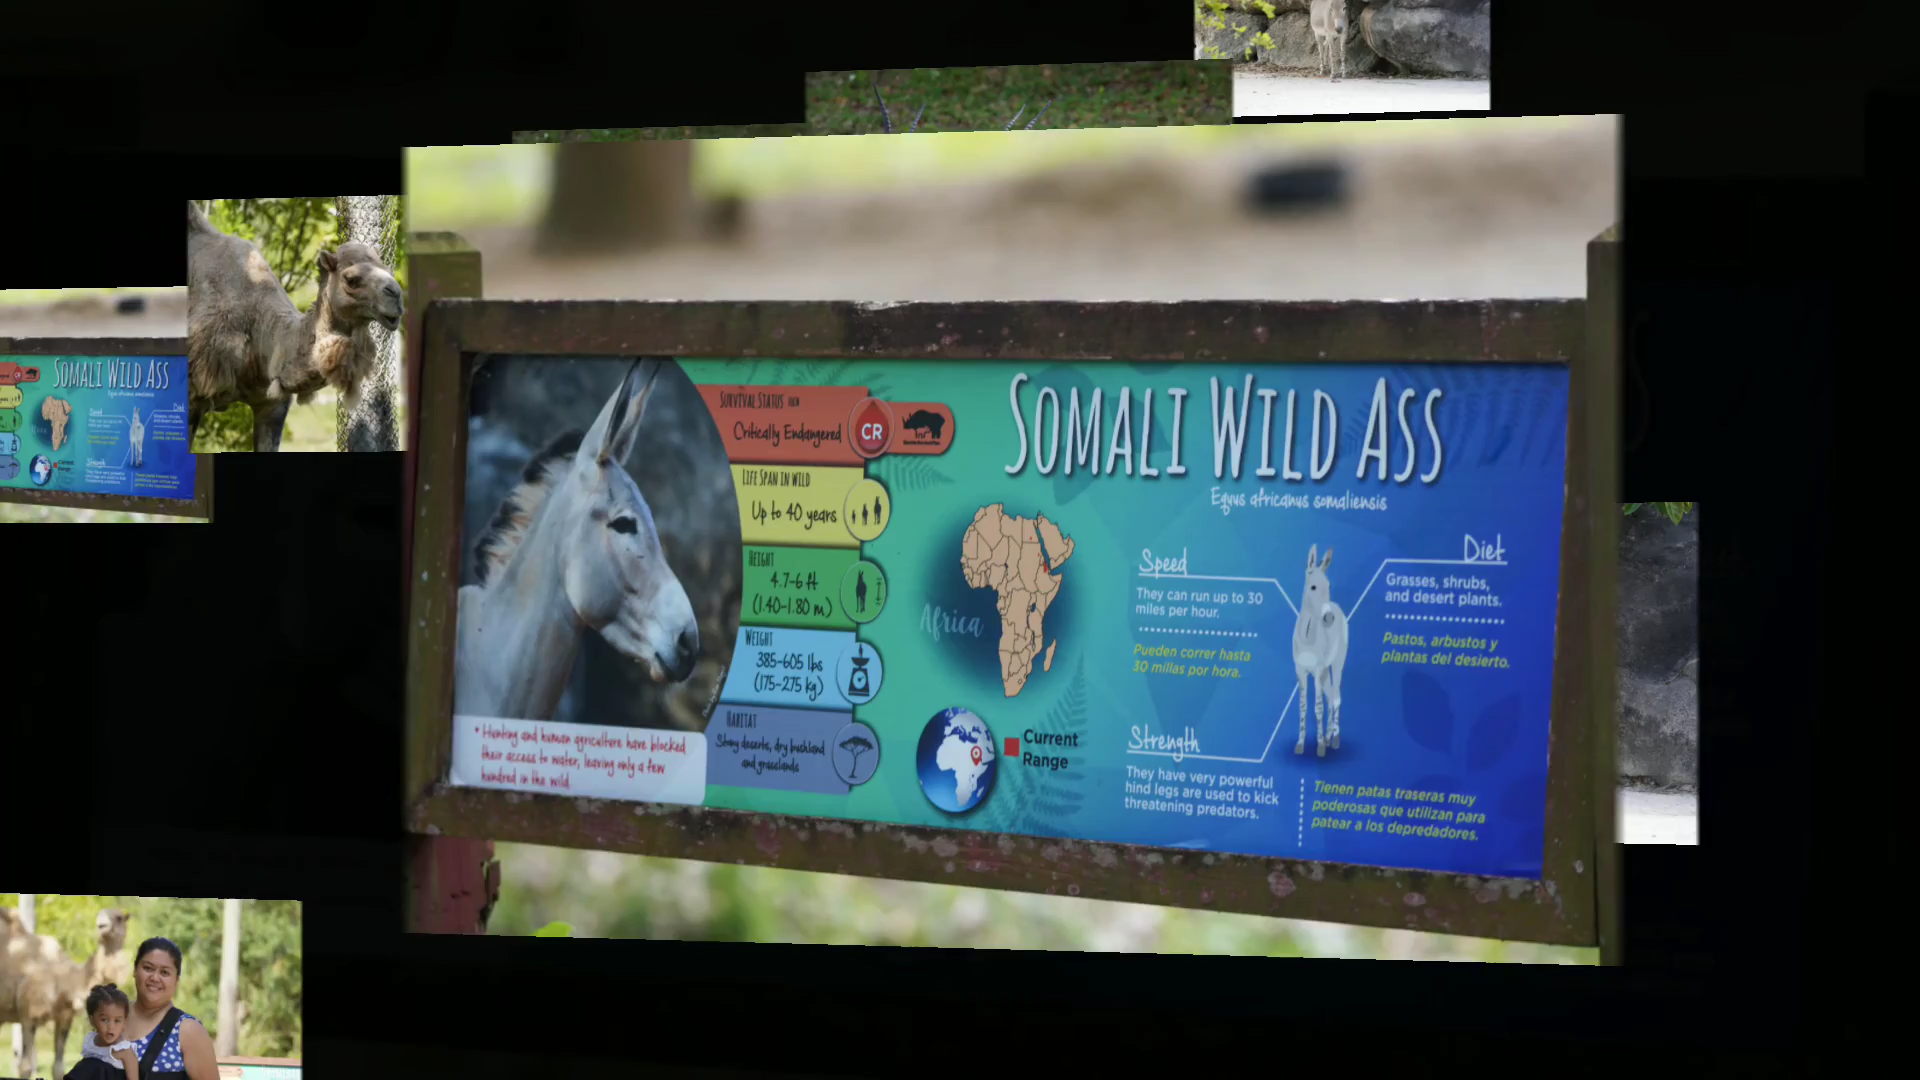 SOMALI WILD ASS
Equus africanus somaliensis
SURVIVAL STATUS
Critically Endangered
CR
LIFE SPAN IN WILD
Up to 40 years
HEIGHT
4.7-6 ft
(1.40-1.80 m)
WEIGHT
385-605 lbs
(175-275 kg)
HABITAT
Stony deserts, dry bushland
and grasslands
* Hunting and human agriculture have blocked
their access to water, leaving only a few
hundred in the wild
Africa
Current
Range
Speed
They can run up to 30
miles per hour.
Pueden correr hasta
30 millas por hora.
Diet
Grasses, shrubs,
and desert plants.
Pastos, arbustos y
plantas del desierto.
Strength
They have very powerful
hind legs are used to kick
threatening predators.
Tienen patas traseras muy
poderosas que utilizan para
patear a los depredadores.
SOMALI WILD ASS